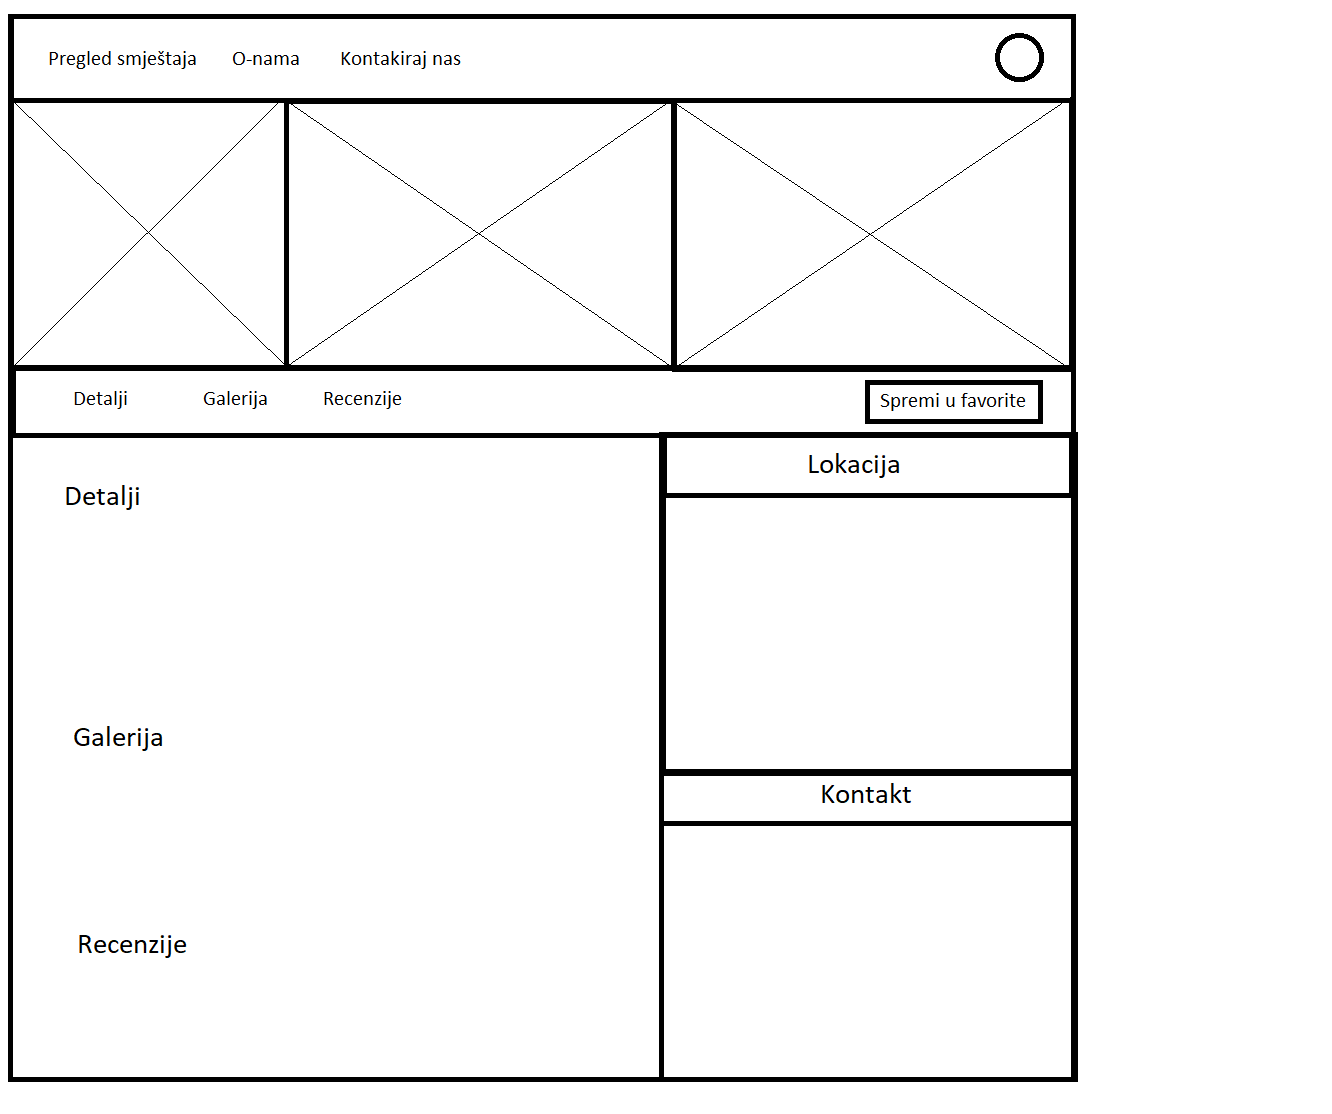 Pregled smještaja O-nama Kontakiraj nas
Detalji Galerija Recenzije Spremi u favorite
Lokacija
Detalji
Galerija
Kontakt
Recenzije